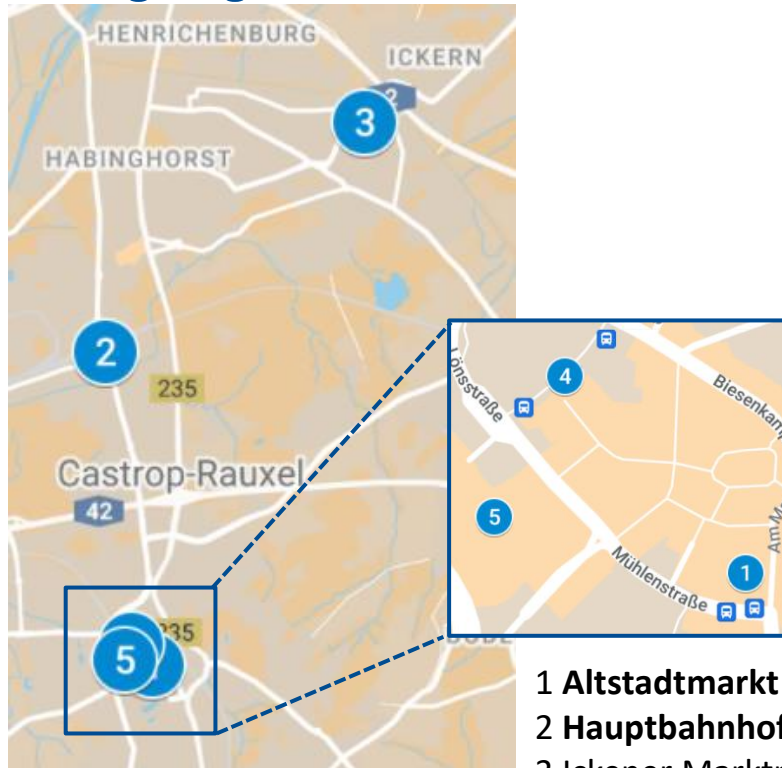 HENRICHENBURG
ICKERN
2
3
HABINGHORST
2
235
Castrop-Rauxel
42
235
5
4
Lönsstraße
5
Mühlenstraße
1
1 Altstadtmarkt
2 Hauptbahnhof